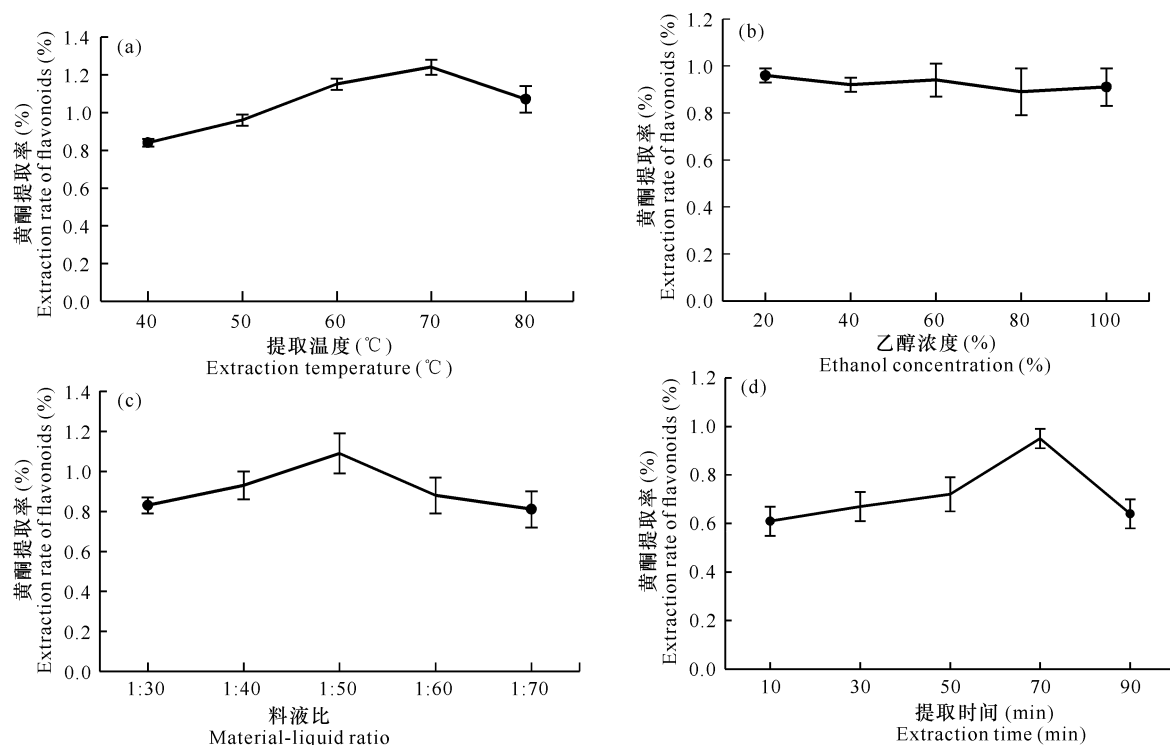 (a)
黄酮提取率(%)
Extraction rate of flavonoids(%)
1.4
1.2
1.0
0.8
0.6
0.4
0.2
0.0
40 50 60 70 80
提取温度(℃)
Extraction temperature(℃)
(b)
黄酮提取率(%)
Extraction rate of flavonoids(%)
1.2
1.0
0.8
0.6
0.4
0.2
0.0
20 40 60 80 100
乙醇浓度(%)
Ethanol concentration(%)
(c)
黄酮提取率(%)
Extraction rate of flavonoids(%)
1.4
1.2
1.0
0.8
0.6
0.4
0.2
0.0
1:30 1:40 1:50 1:60 1:70
料液比
Material-liquid ratio
(d)
黄酮提取率(%)
Extraction rate of flavonoids(%)
1.2
1.0
0.8
0.6
0.4
0.2
0.0
10 30 50 70 90
提取时间(min)
Extraction time(min)